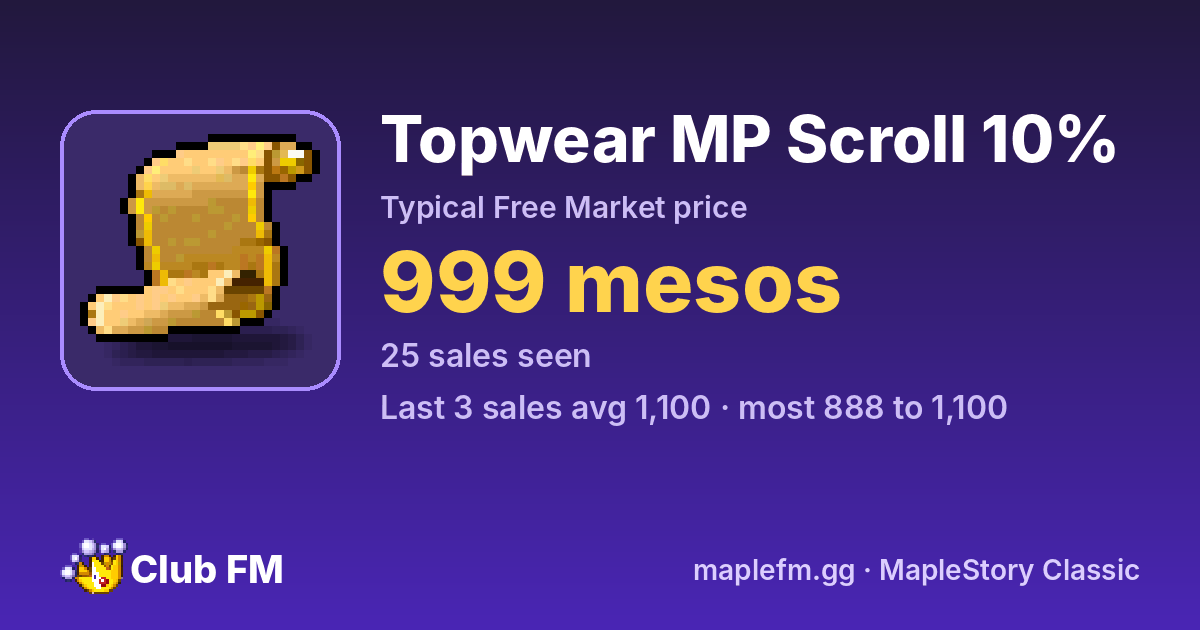 Topwear MP Scroll 10%
Typical Free Market price
999 mesos
25 sales seen
Last 3 sales avg 1,100 · most 888 to 1,100
Club FM
maplefm.gg · MapleStory Classic